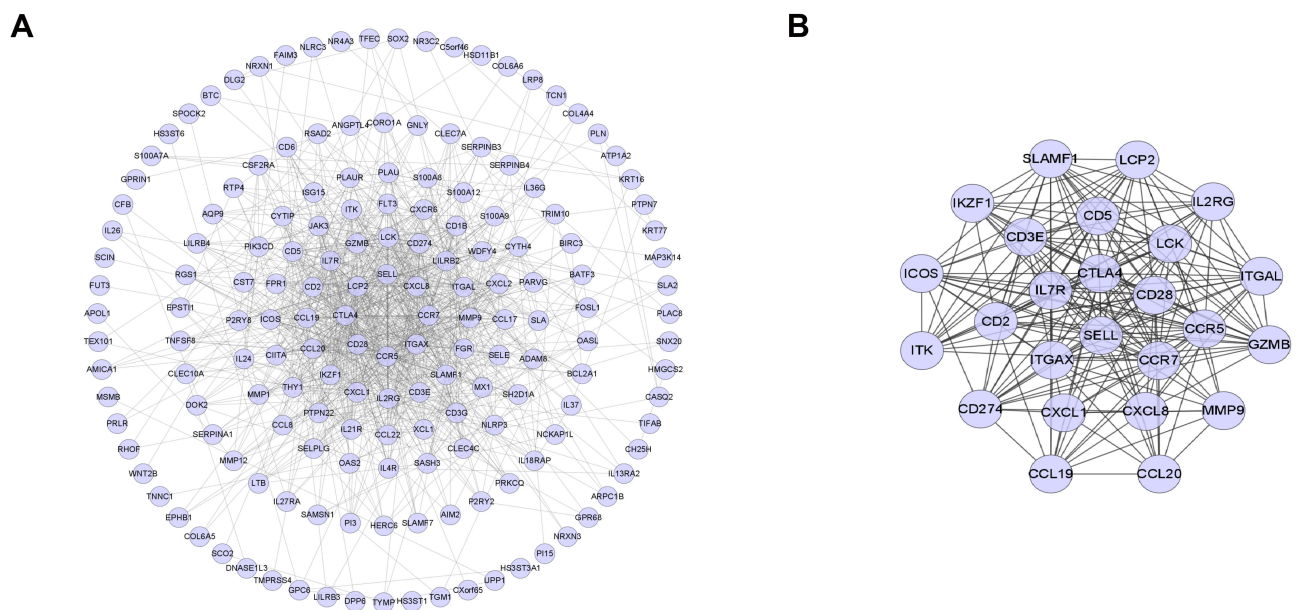 A
B
SOX2
TFEC
NR3C2
NR4A3
C5orf46
NLRC3
HSD11B1
FAIM3
COL6A6
NRXN1
LRP8
DLG2
TCN1
BTC
COL4A4
SPOCK2
PLN
HS3ST6
ATP1A2
S100A7A
KRT16
GPRIN1
PTPN7
CFB
KRT77
IL26
MAP3K14
SCIN
SLA2
FUT3
PLAC8
APOL1
SNX20
TEX101
HMGCS2
AMICA1
CASQ2
MSMB
TIFAB
PRLR
CH25H
RHOF
IL13RA2
WNT2B
ARPC1B
TNNC1
GPR68
EPHB1
NRXN3
COL6A5
PI15
SCO2
HS3ST3A1
DNASE1L3
UPP1
TMPRSS4
CXorf65
GPC6
TGM1
LILRB3
HS3ST1
DPP6
TYMP
CORO1A
GNLY
ANGPTL4
CLEC7A
RSAD2
SERPINB3
CD6
SERPINB4
CSF2RA
IL36G
RTP4
TRIM10
AQP9
BIRC3
LILRB4
BATF3
RGS1
FOSL1
EPSTI1
OASL
TNFSF8
BCL2A1
CLEC10A
IL37
DOK2
NCKAP1L
SERPINA1
IL18RAP
MMP12
PRKCQ
LTB
P2RY2
IL27RA
AIM2
SAMSN1
SLAMF7
PI3
HERC6
PLAU
PLAUR
S100A8
ISG15
S100A12
CYTIP
S100A9
PIK3CD
CYTH4
CST7
PARVG
P2RY8
SLA
IL24
ADAM8
MMP1
SH2D1A
CCL8
NLRP3
SELPLG
CLEC4C
OAS2
SASH3
IL4R
FLT3
ITK
CXCR6
JAK3
CD1B
CD5
WDFY4
FPR1
CXCL2
ICOS
CCL17
CIITA
SELE
THY1
MX1
PTPN22
CD3G
IL21R
XCL1
CCL22
LCK
GZMB
CD274
IL7R
LILRB2
CD2
ITGAL
CCL19
MMP9
CCL20
FGR
IKZF1
SLAMF1
CXCL1
CD3E
IL2RG
SELL
LCP2
CXCL8
CTLA4
CCR7
CD28
ITGAX
CCR5
SLAMF1
LCP2
IKZF1
IL2RG
CD5
CD3E
LCK
ICOS
CTLA4
ITGAL
IL7R
CD28
CD2
CCR5
SELL
ITK
GZMB
ITGAX
CCR7
CD274
CXCL1
CXCL8
MMP9
CCL19
CCL20